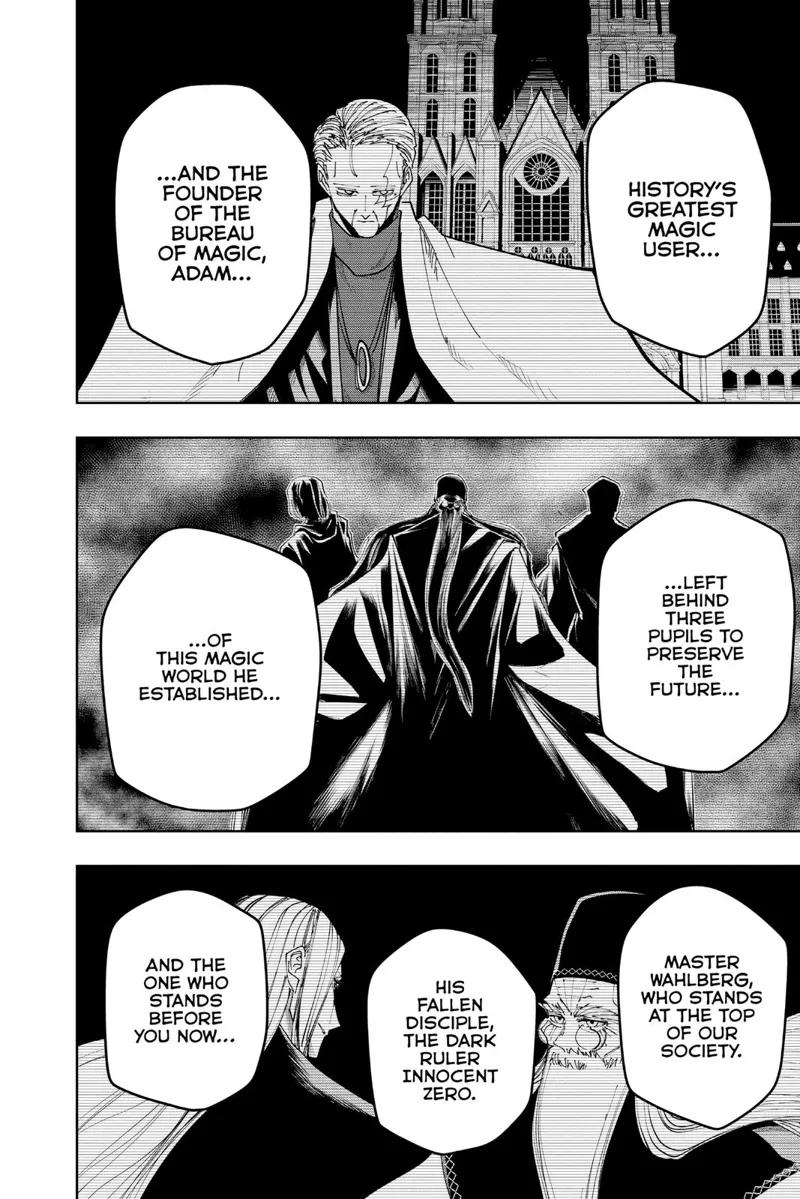 HISTORY'S
GREATEST
MAGIC
USER...
...AND THE
FOUNDER
OF THE
BUREAU
OF MAGIC,
ADAM...
...LEFT
BEHIND
THREE
PUPILS TO
PRESERVE
THE
FUTURE...
...OF
THIS MAGIC
WORLD HE
ESTABLISHED...
MASTER
WAHLBERG,
WHO STANDS
AT THE TOP
OF OUR
SOCIETY.
HIS
FALLEN
DISCIPLE,
THE DARK
RULER
INNOCENT
ZERO.
AND THE
ONE WHO
STANDS
BEFORE
YOU NOW...